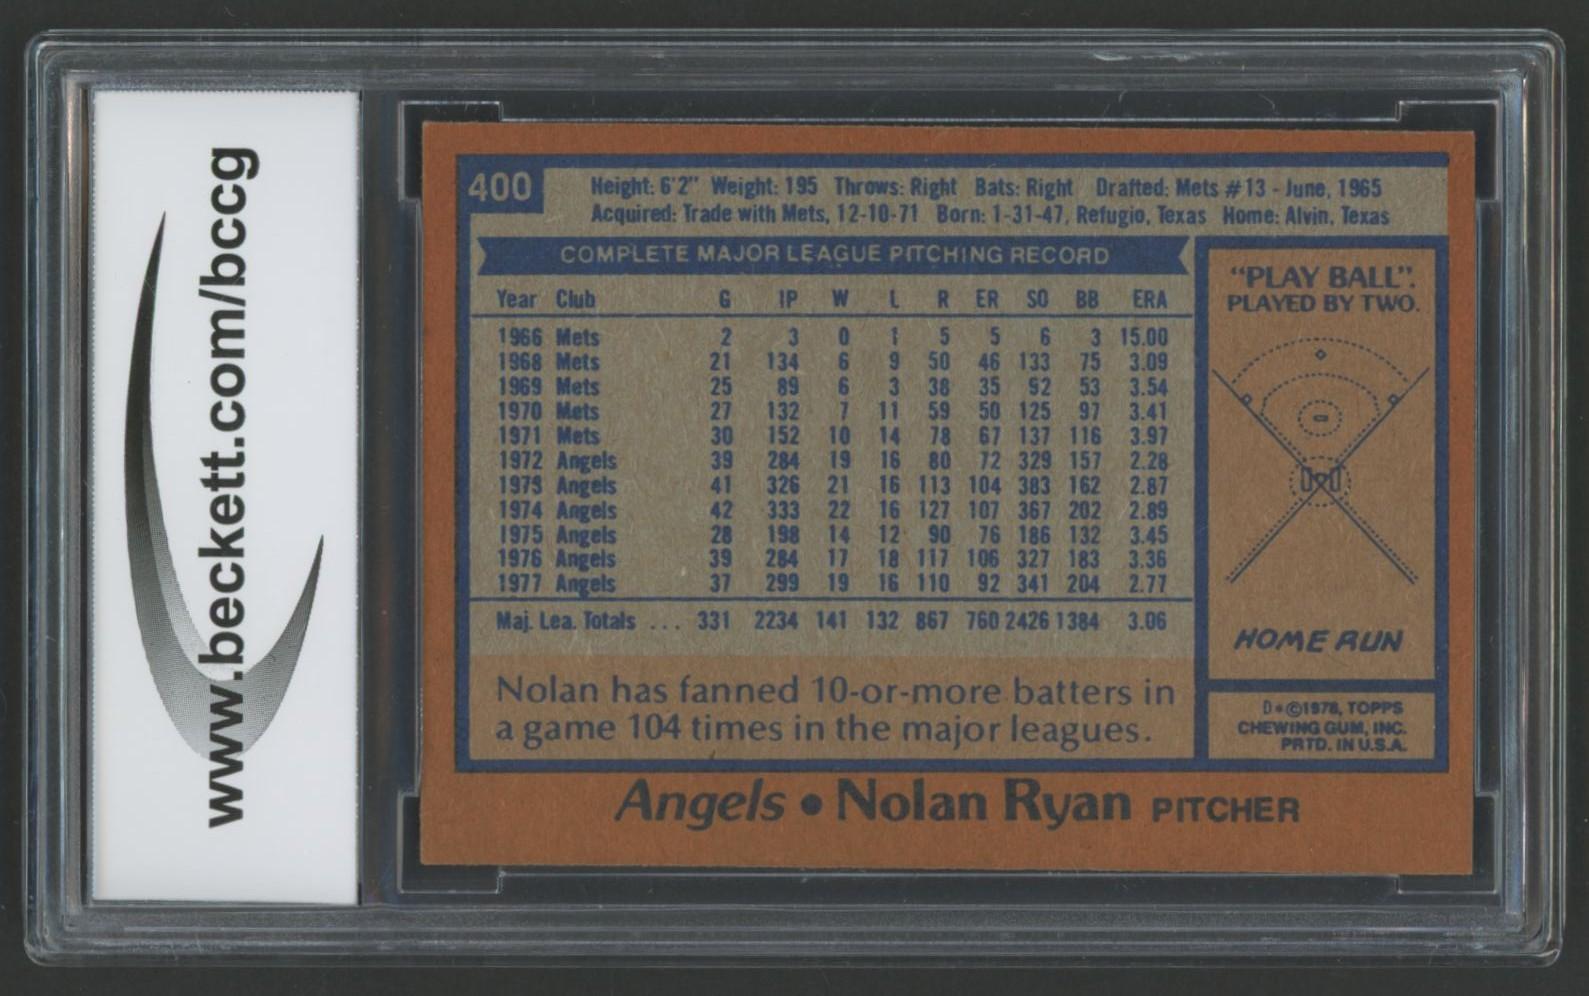 www.beckett.com/bccg
400
Height: 6'2" Weight: 195 Throws: Right Bats: Right Drafted: Mets #13 - June, 1965
Acquired: Trade with Mets, 12-10-71 Born: 1-31-47, Refugio, Texas Home: Alvin, Texas
COMPLETE MAJOR LEAGUE PITCHING RECORD
Year Club G IP W L R ER SO BB ERA
1966 Mets 2 3 0 1 5 5 6 3 15.00
1968 Mets 21 134 6 9 50 46 133 75 3.09
1969 Mets 25 89 6 3 38 35 92 53 3.54
1970 Mets 27 132 7 11 59 50 125 97 3.41
1971 Mets 30 152 10 14 78 67 137 116 3.97
1972 Angels 39 284 19 16 80 72 329 157 2.28
1973 Angels 41 326 21 16 113 104 383 162 2.87
1974 Angels 42 333 22 16 127 107 367 202 2.89
1975 Angels 28 198 14 12 90 76 186 132 3.45
1976 Angels 39 284 17 18 117 106 327 183 3.36
1977 Angels 37 299 19 16 110 92 341 204 2.77
Maj. Lea. Totals ... 331 2234 141 132 867 760 2426 1384 3.06
Nolan has fanned 10-or-more batters in
a game 104 times in the major leagues.
"PLAY BALL".
PLAYED BY TWO.
HOME RUN
D*©1978, TOPPS
CHEWING GUM, INC.
PRTD. IN U.S.A.
Angels • Nolan Ryan PITCHER